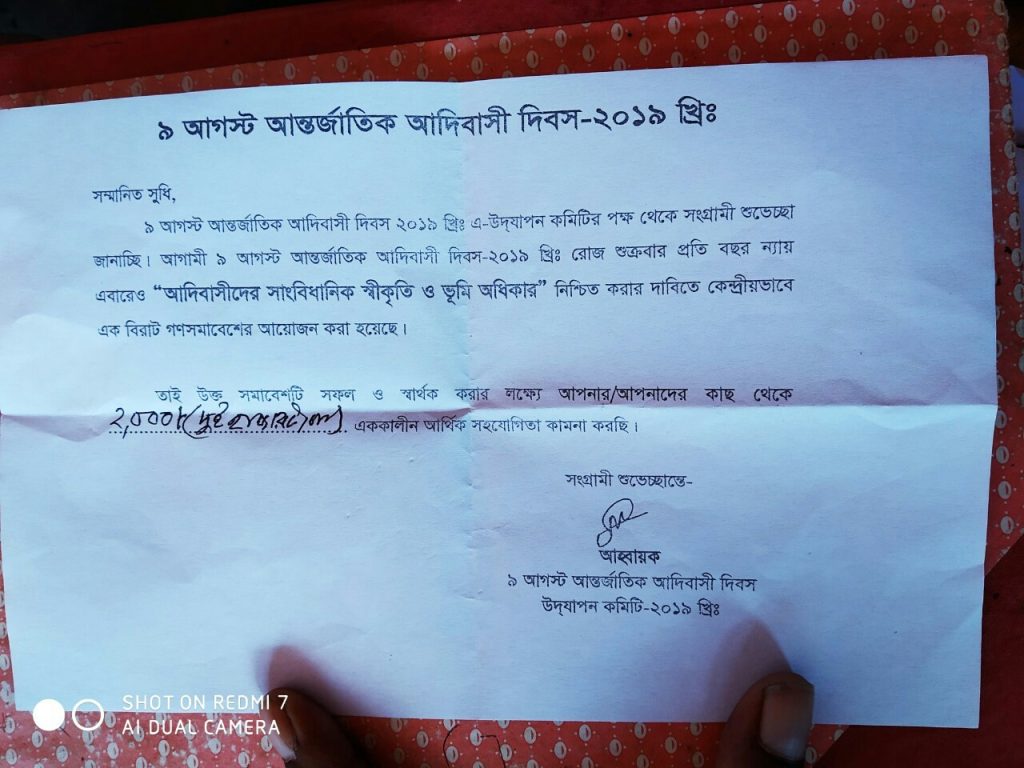 ৯ আগস্ট আন্তর্জাতিক আদিবাসী দিবস-২০১৯ খ্রিঃ
সম্মানিত সুধি,
৯ আগস্ট আন্তর্জাতিক আদিবাসী দিবস ২০১৯ খ্রিঃ এ-উদ্‌যাপন কমিটির পক্ষ থেকে সংগ্রামী শুভেচ্ছা
জানাচ্ছি। আগামী ৯ আগস্ট আন্তর্জাতিক আদিবাসী দিবস-২০১৯ খ্রিঃ রোজ শুক্রবার প্রতি বছর ন্যায়
এবারেও “আদিবাসীদের সাংবিধানিক স্বীকৃতি ও ভূমি অধিকার” নিশ্চিত করার দাবিতে কেন্দ্রীয়ভাবে
এক বিরাট গণসমাবেশের আয়োজন করা হয়েছে।
তাই উক্ত সমাবেশটি সফল ও স্বার্থক করার লক্ষ্যে আপনার/আপনাদের কাছ থেকে
২,০০০৲ (দুই হাজার টাকা) এককালীন আর্থিক সহযোগিতা কামনা করছি।
সংগ্রামী শুভেচ্ছান্তে-
আহ্বায়ক
৯ আগস্ট আন্তর্জাতিক আদিবাসী দিবস
উদ্‌যাপন কমিটি-২০১৯ খ্রিঃ
SHOT ON REDMI 7
AI DUAL CAMERA